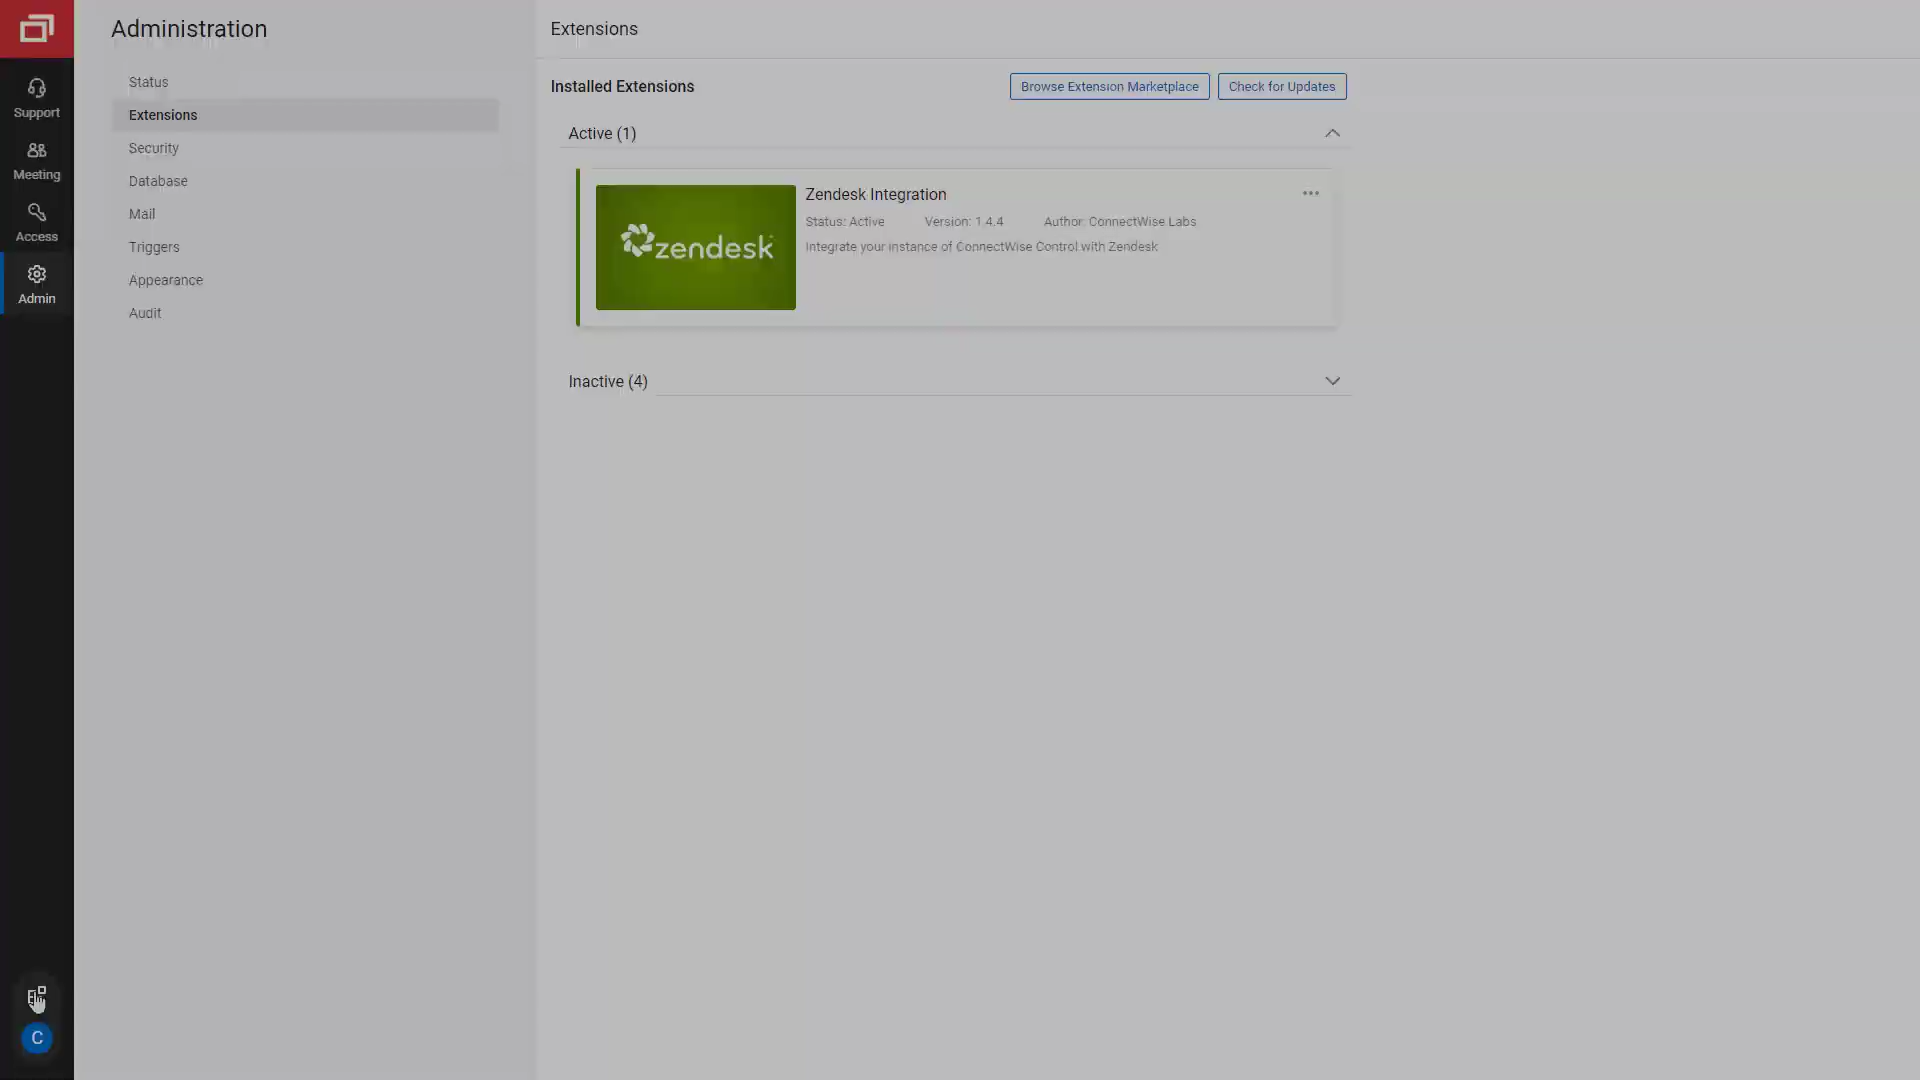 Administration
Extensions
Support
Meeting
Access
Admin
Status
Extensions
Security
Database
Mail
Triggers
Appearance
Audit
Installed Extensions
Browse Extension Marketplace
Check for Updates
Active (1)
zendesk
Zendesk Integration
Status: Active Version: 1.4.4 Author: ConnectWise Labs
Integrate your instance of ConnectWise Control with Zendesk
Inactive (4)
C